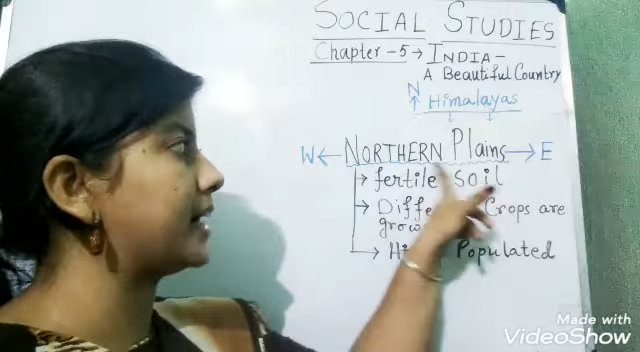 SOCIAL STUDIES
Chapter-5 → INDIA-
A Beautiful Country
N
↑ Himalayas
↓ ↓
W ← NORTHERN Plains → E
→ fertile soil
→ Crops are
→ Populated
Made with
VideoShow